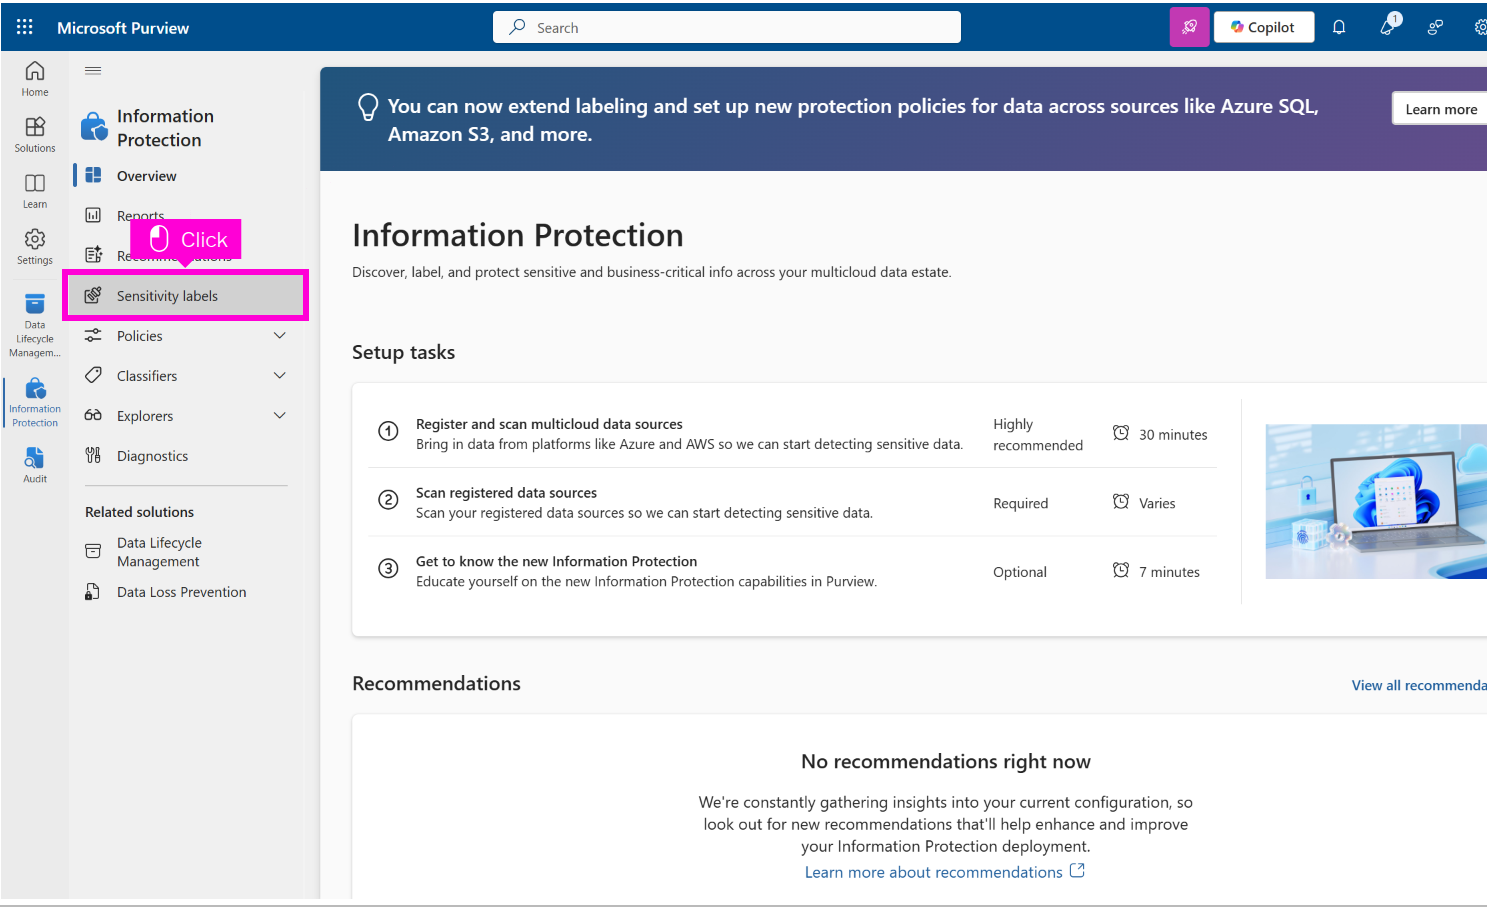 Microsoft Purview
Search
Copilot
1
Home
Solutions
Learn
Settings
Data
Lifecycle
Managem...
Information
Protection
Audit
Information
Protection
Overview
Reports
Click
Recommendations
Sensitivity labels
Policies
Classifiers
Explorers
Diagnostics
Related solutions
Data Lifecycle
Management
Data Loss Prevention
You can now extend labeling and set up new protection policies for data across sources like Azure SQL,
Amazon S3, and more.
Learn more
Information Protection
Discover, label, and protect sensitive and business-critical info across your multicloud data estate.
Setup tasks
1 Register and scan multicloud data sources
Bring in data from platforms like Azure and AWS so we can start detecting sensitive data.
Highly
recommended
30 minutes
2 Scan registered data sources
Scan your registered data sources so we can start detecting sensitive data.
Required
Varies
3 Get to know the new Information Protection
Educate yourself on the new Information Protection capabilities in Purview.
Optional
7 minutes
Recommendations
View all recommenda
No recommendations right now
We're constantly gathering insights into your current configuration, so
look out for new recommendations that'll help enhance and improve
your Information Protection deployment.
Learn more about recommendations